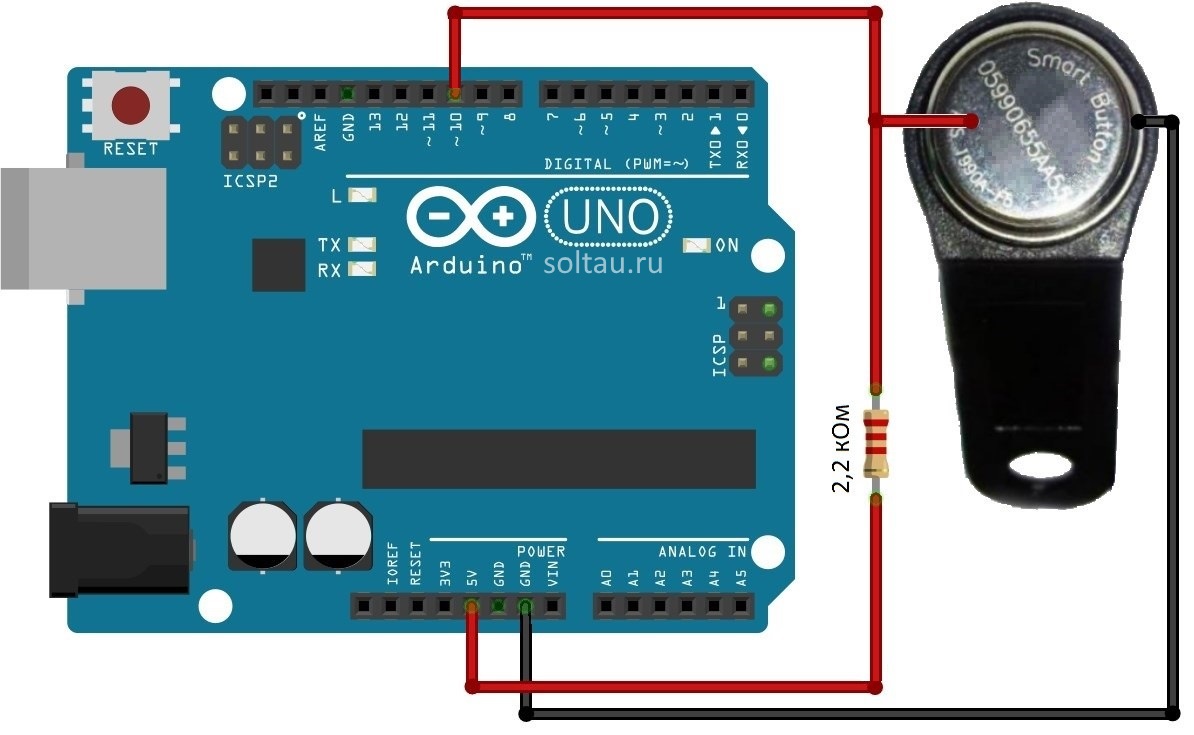 RESET
ICSP2
AREF
GND
13
12
~11
~10
~9
8
7
~6
~5
4
~3
2
TX0▶1
RX0◀0
DIGITAL (PWM=~)
L
TX
RX
UNO
Arduino™
soltau.ru
ON
1
ICSP
Smart Button
2,2 кОм
POWER
ANALOG IN
IOREF
RESET
3V3
5V
GND
GND
VIN
A0
A1
A2
A3
A4
A5